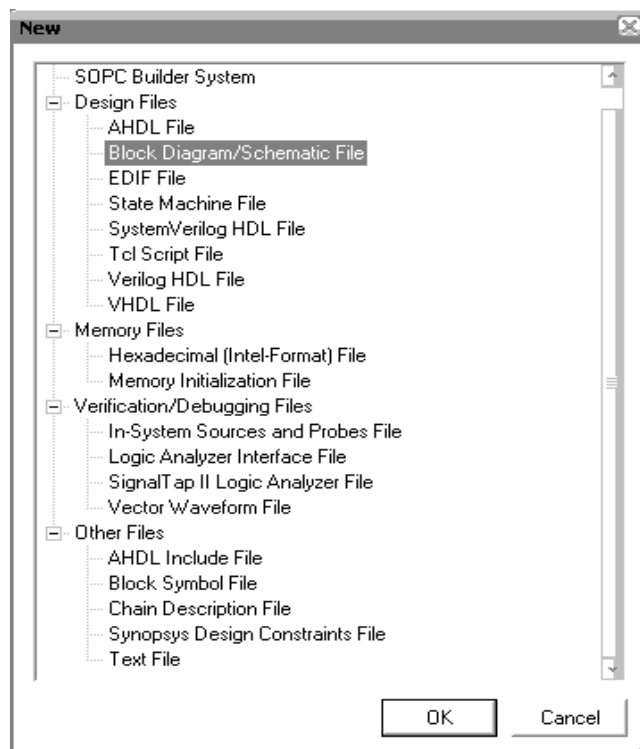 New
SOPC Builder System
Design Files
AHDL File
Block Diagram/Schematic File
EDIF File
State Machine File
SystemVerilog HDL File
Tcl Script File
Verilog HDL File
VHDL File
Memory Files
Hexadecimal (Intel-Format) File
Memory Initialization File
Verification/Debugging Files
In-System Sources and Probes File
Logic Analyzer Interface File
SignalTap II Logic Analyzer File
Vector Waveform File
Other Files
AHDL Include File
Block Symbol File
Chain Description File
Synopsys Design Constraints File
Text File
OK Cancel